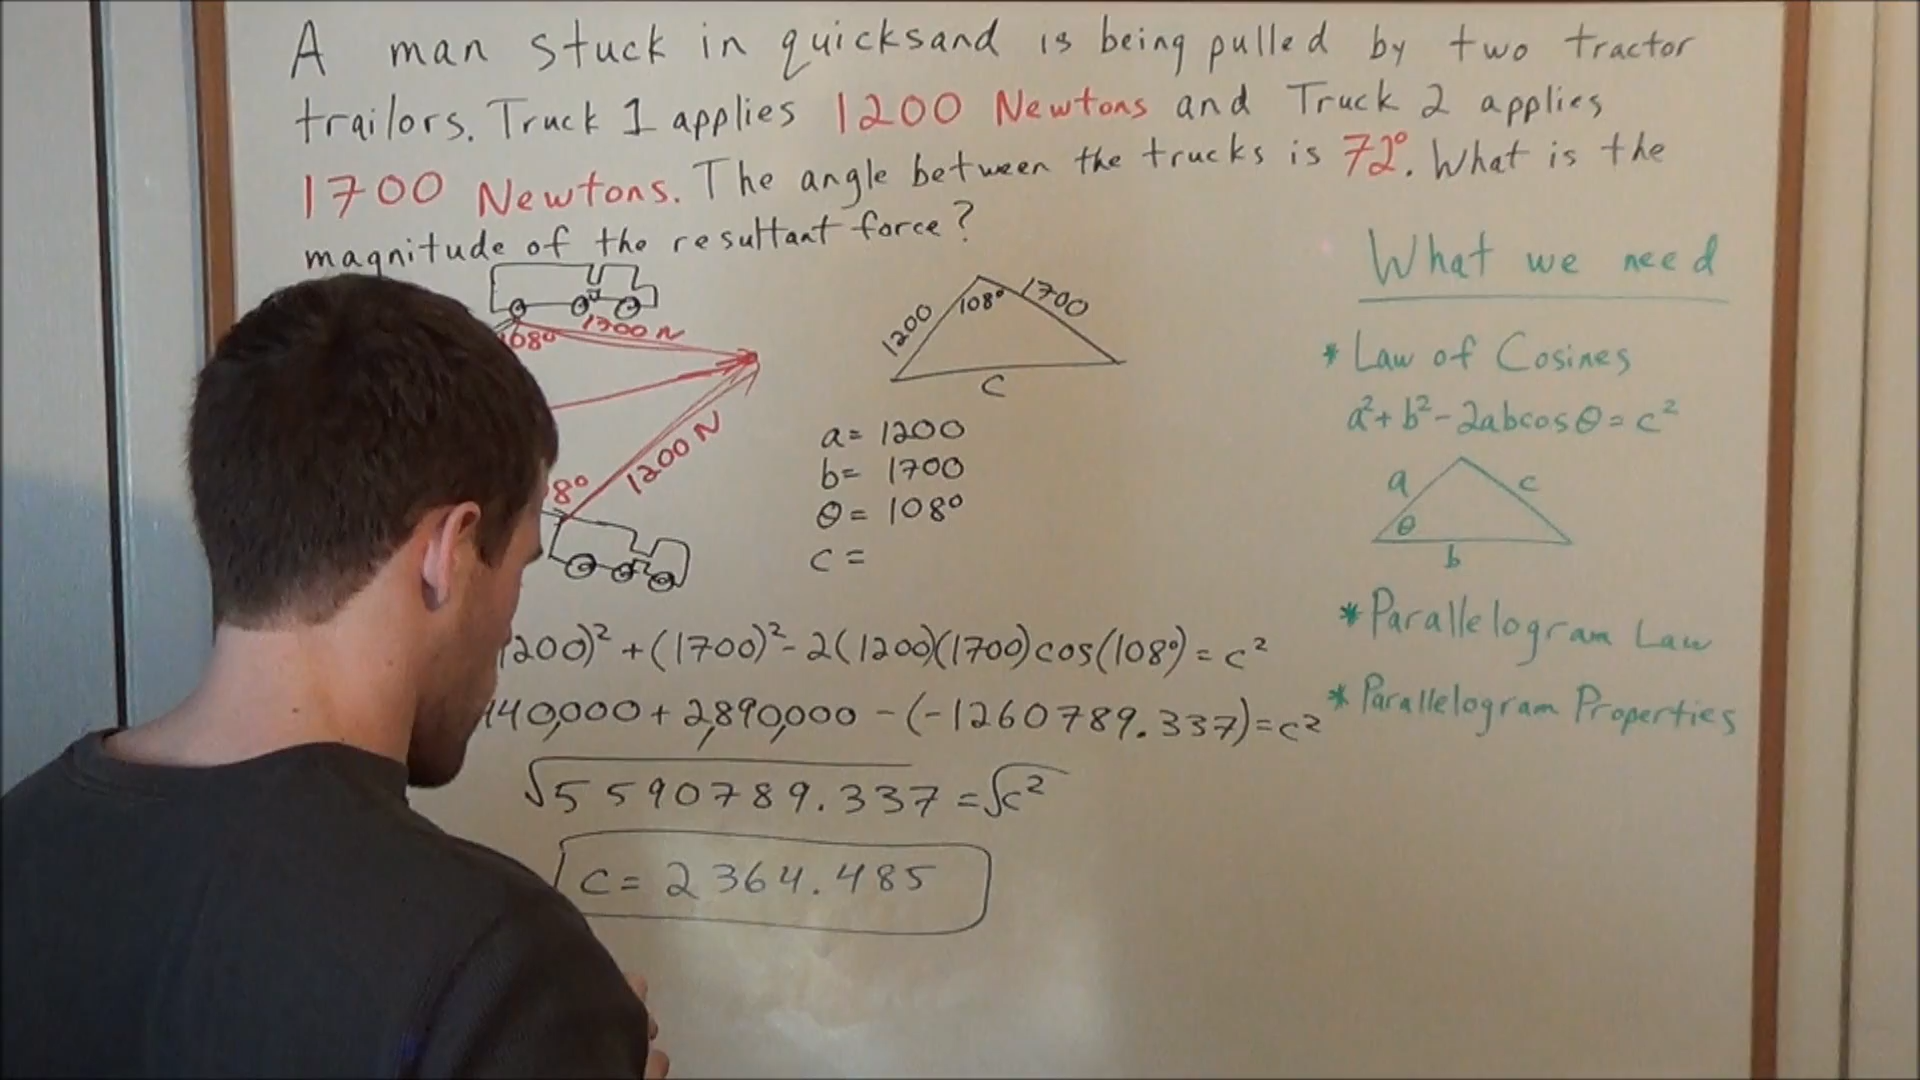 A man stuck in quicksand is being pulled by two tractor
trailors. Truck 1 applies 1200 Newtons and Truck 2 applies
1700 Newtons. The angle between the trucks is 72°. What is the
magnitude of the resultant force?
1700 N
108°
1200 N
8°
1200
108°
1700
c
a = 1200
b = 1700
θ = 108°
c =
200)² + (1700)² - 2(1200)(1700)cos(108°) = c²
440,000 + 2,890,000 - (-1260789.337) = c²
√5590789.337 = √c²
c = 2364.485
What we need
* Law of Cosines
a² + b² - 2abcosθ = c²
a
c
θ
b
* Parallelogram Law
* Parallelogram Properties